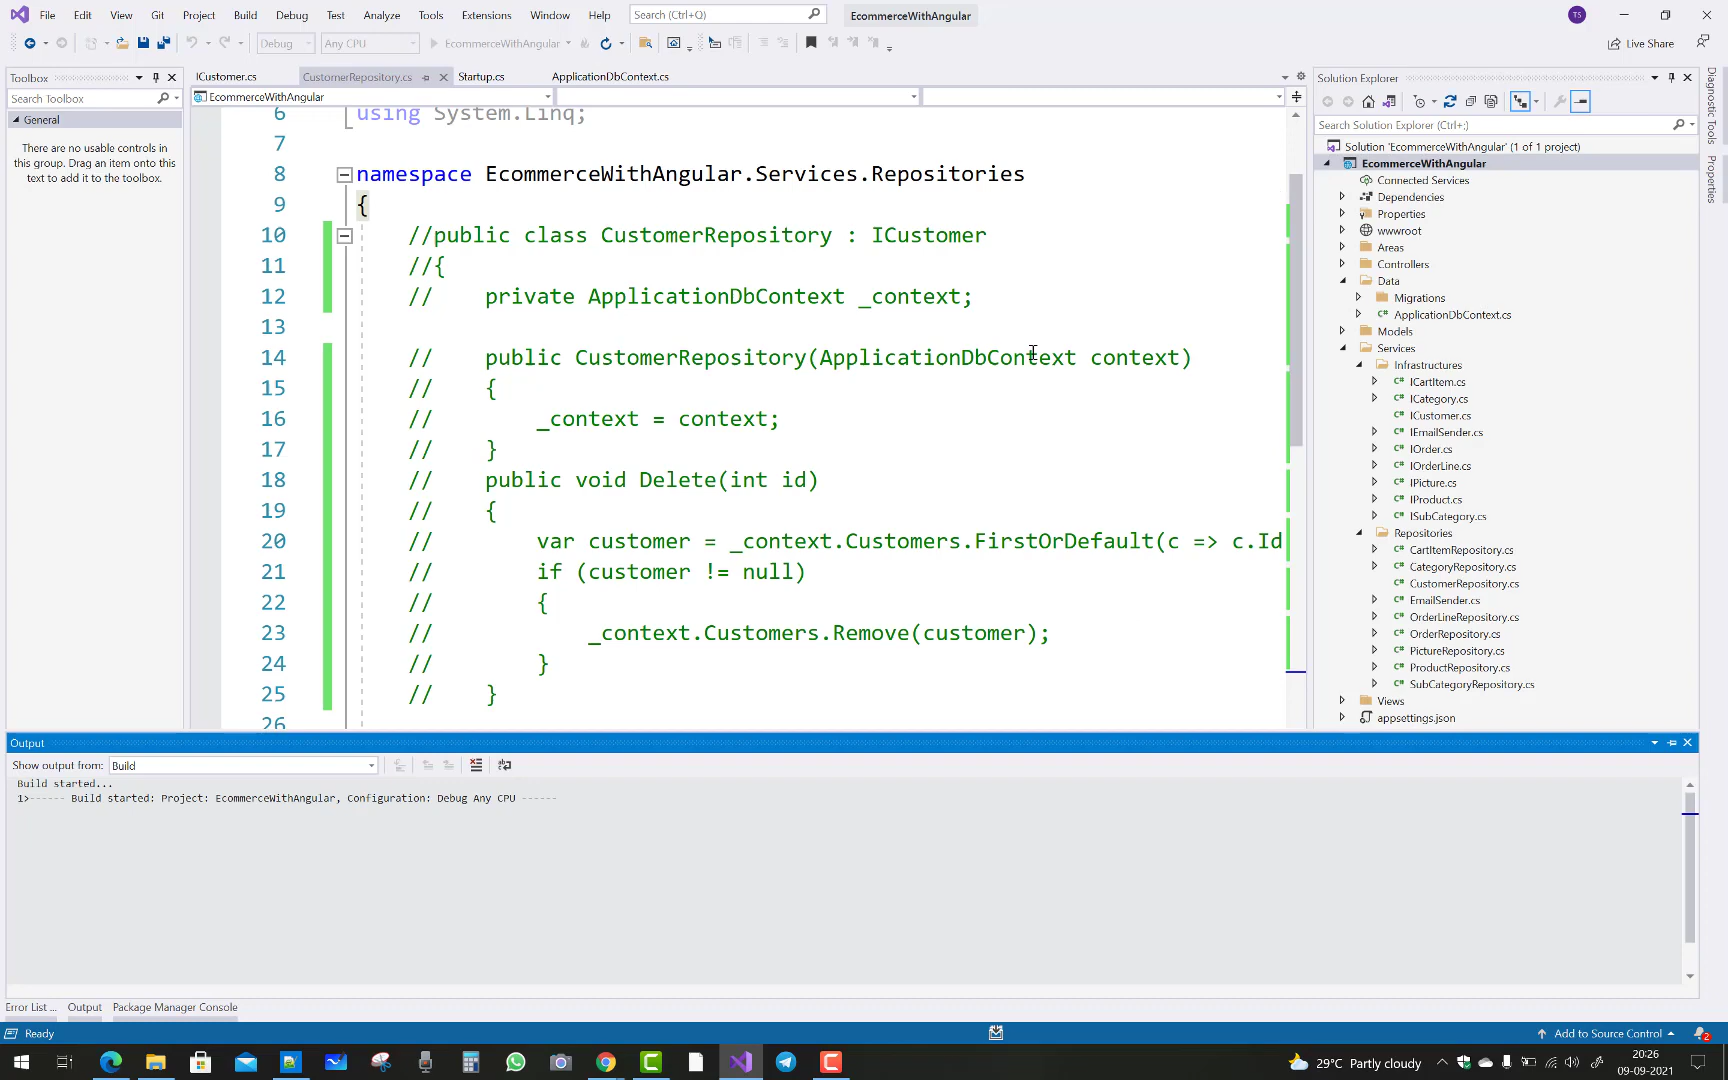 File Edit View Git Project Build Debug Test Analyze Tools Extensions Window Help Search (Ctrl+Q) EcommerceWithAngular TS
Debug Any CPU EcommerceWithAngular Live Share
Toolbox
Search Toolbox
General
There are no usable controls in
this group. Drag an item onto this
text to add it to the toolbox.
ICustomer.cs CustomerRepository.cs Startup.cs ApplicationDbContext.cs
EcommerceWithAngular
6 using System.Linq;
7
8 namespace EcommerceWithAngular.Services.Repositories
9 {
10 //public class CustomerRepository : ICustomer
11 //{
12 // private ApplicationDbContext _context;
13
14 // public CustomerRepository(ApplicationDbContext context)
15 // {
16 // _context = context;
17 // }
18 // public void Delete(int id)
19 // {
20 // var customer = _context.Customers.FirstOrDefault(c => c.Id
21 // if (customer != null)
22 // {
23 // _context.Customers.Remove(customer);
24 // }
25 // }
26
Solution Explorer
Search Solution Explorer (Ctrl+;)
Solution 'EcommerceWithAngular' (1 of 1 project)
EcommerceWithAngular
Connected Services
Dependencies
Properties
wwwroot
Areas
Controllers
Data
Migrations
ApplicationDbContext.cs
Models
Services
Infrastructures
C# ICartItem.cs
C# ICategory.cs
C# ICustomer.cs
C# IEmailSender.cs
C# IOrder.cs
C# IOrderLine.cs
C# IPicture.cs
C# IProduct.cs
C# ISubCategory.cs
Repositories
C# CartItemRepository.cs
C# CategoryRepository.cs
C# CustomerRepository.cs
C# EmailSender.cs
C# OrderLineRepository.cs
C# OrderRepository.cs
C# PictureRepository.cs
C# ProductRepository.cs
C# SubCategoryRepository.cs
Views
appsettings.json
Diagnostic Tools
Properties
Output
Show output from: Build
Build started...
1>------ Build started: Project: EcommerceWithAngular, Configuration: Debug Any CPU ------
Error List ... Output Package Manager Console
Ready Add to Source Control 2
29°C Partly cloudy 20:26
09-09-2021